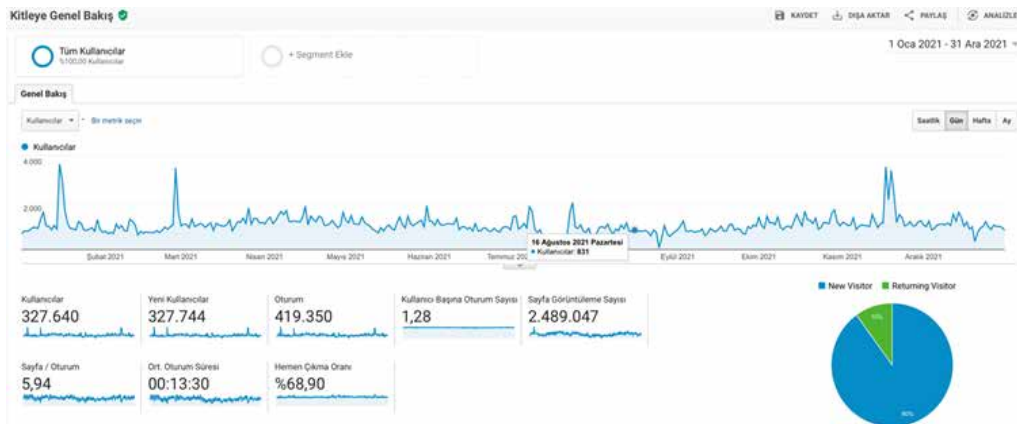 Kitleye Genel Bakış
KAYDET DIŞA AKTAR PAYLAŞ ANALİZLE
1 Oca 2021 - 31 Ara 2021
Tüm Kullanıcılar
%100,00 Kullanıcılar
+ Segment Ekle
Genel Bakış
Kullanıcılar Bir metrik seçin
Saatlik Gün Hafta Ay
Kullanıcılar
4.000
2.000
16 Ağustos 2021 Pazartesi
Kullanıcılar: 831
Şubat 2021 Mart 2021 Nisan 2021 Mayıs 2021 Haziran 2021 Temmuz Eylül 2021 Ekim 2021 Kasım 2021 Aralık 2021
New Visitor Returning Visitor
Kullanıcılar Yeni Kullanıcılar Oturum Kullanıcı Başına Oturum Sayısı Sayfa Görüntüleme Sayısı
327.640 327.744 419.350 1,28 2.489.047
Sayfa / Oturum Ort. Oturum Süresi Hemen Çıkma Oranı
5,94 00:13:30 %68,90